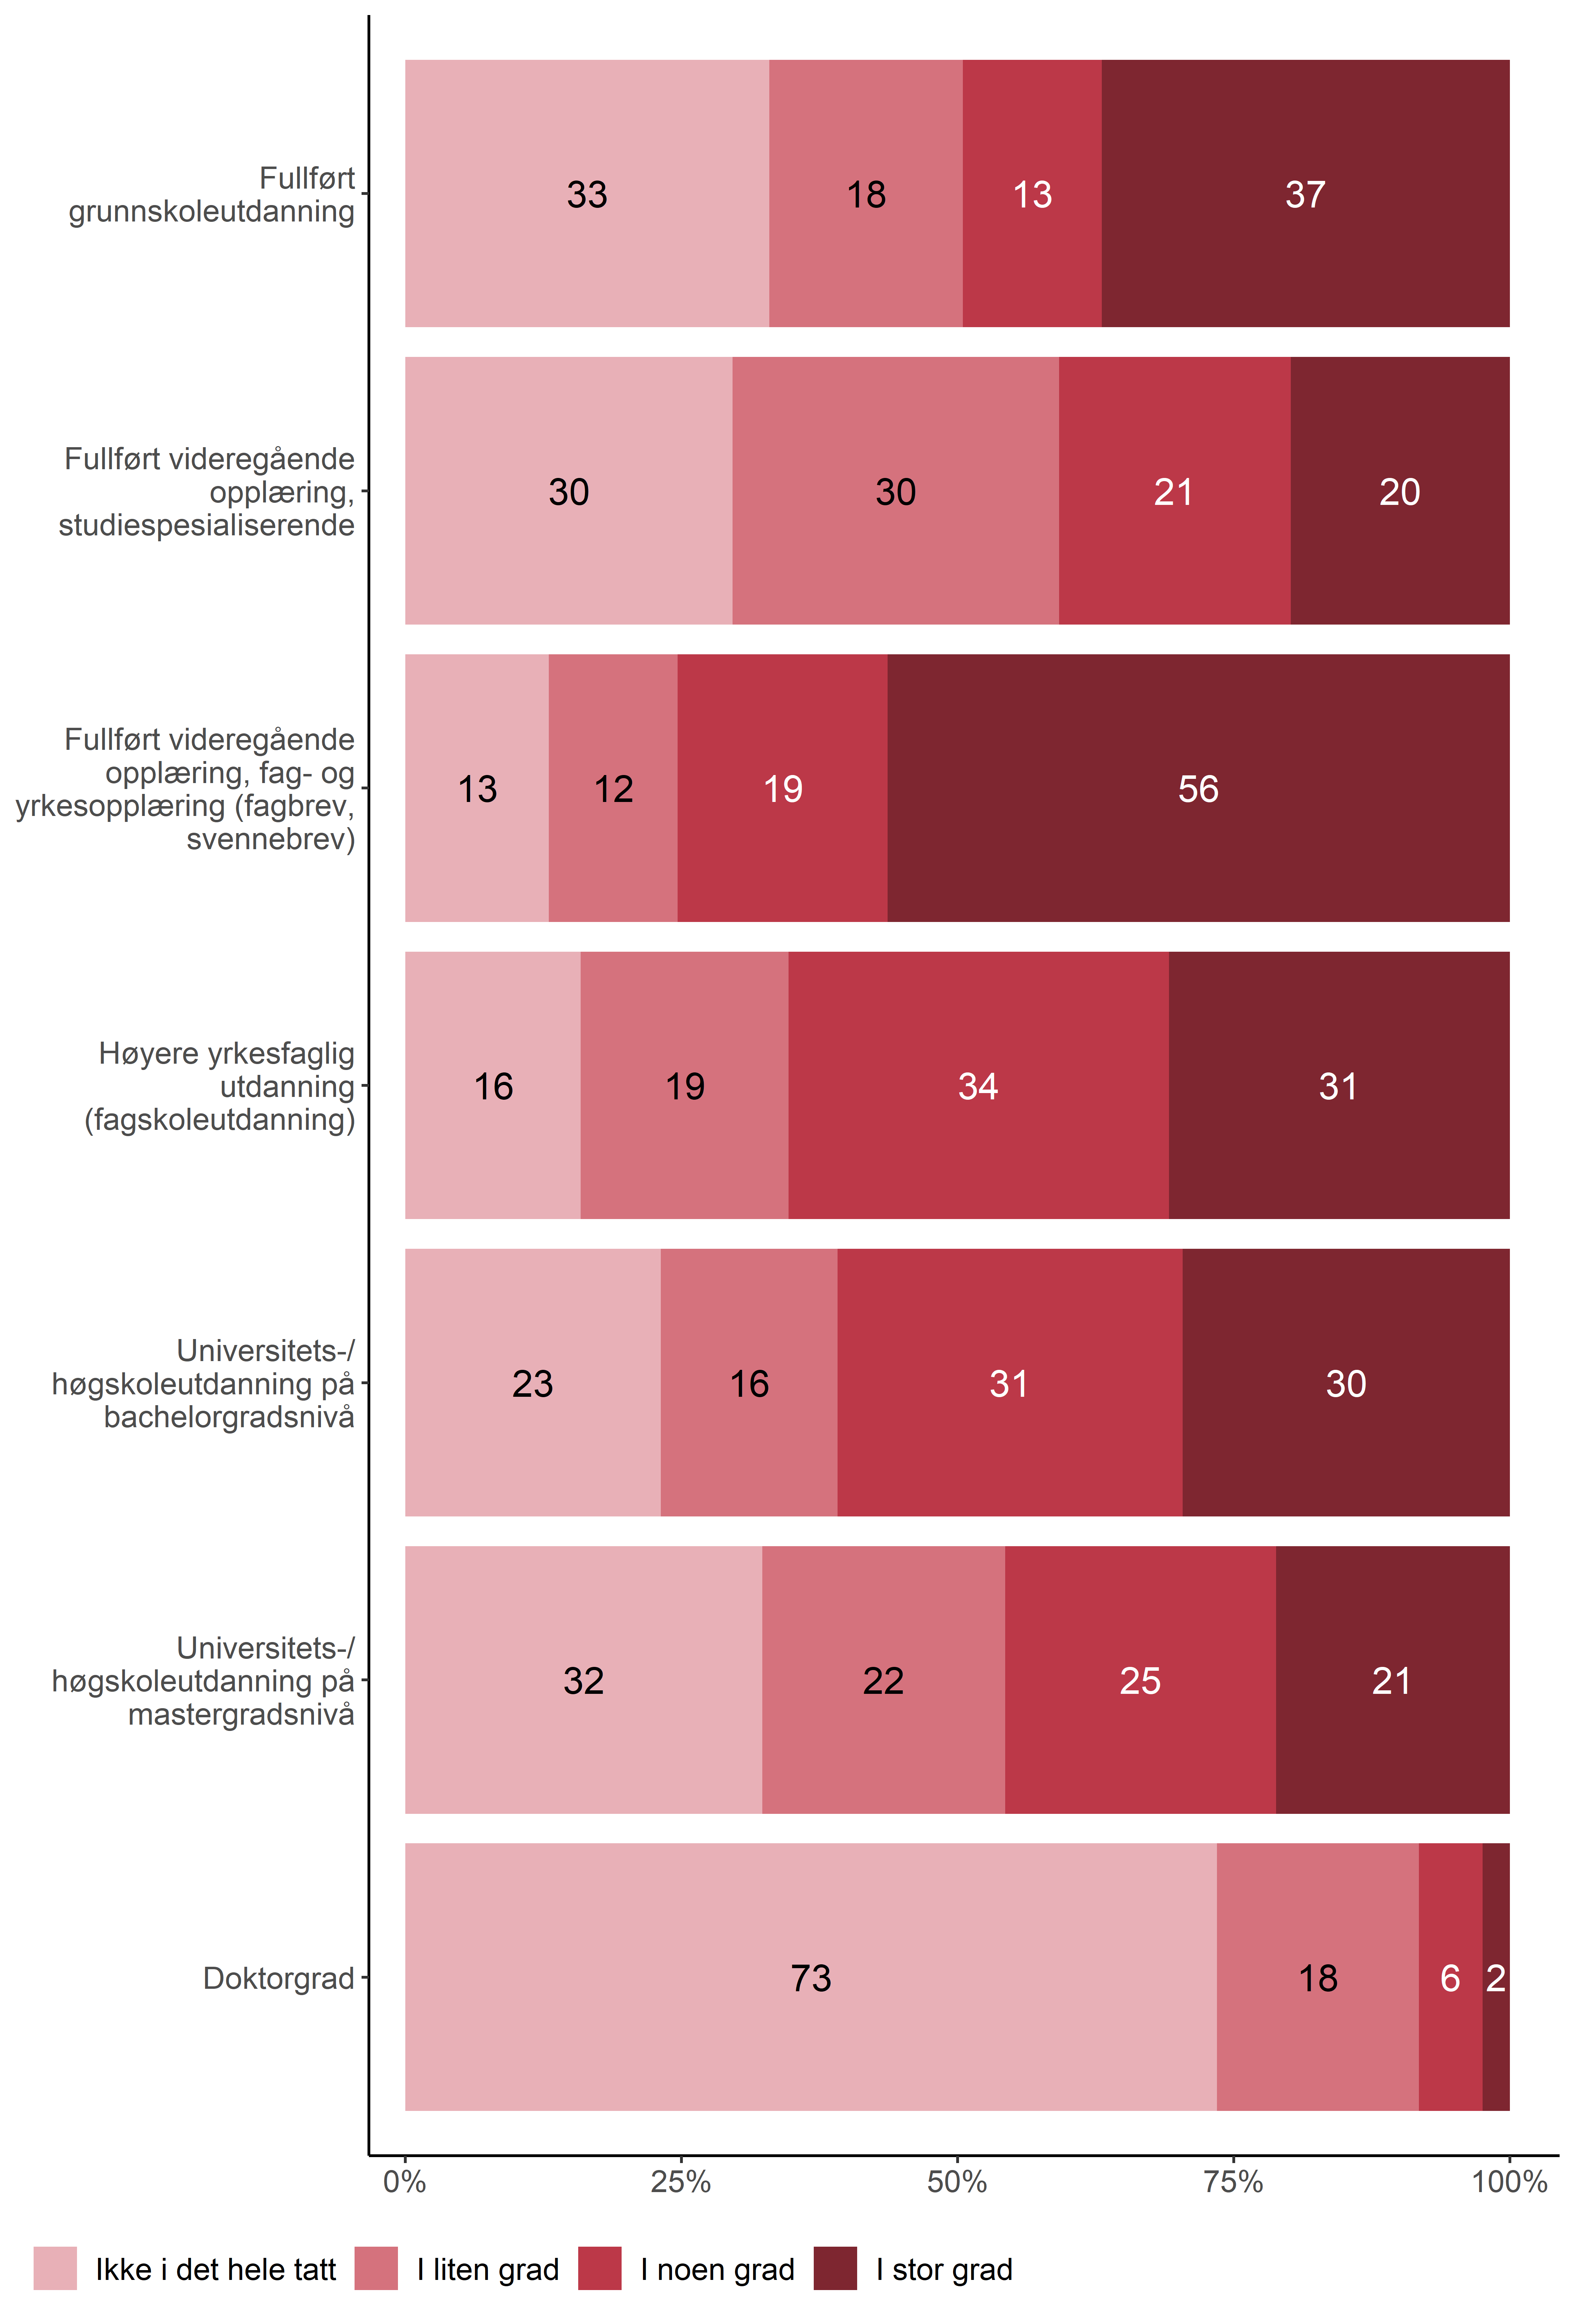 Fullført
grunnskoleutdanning
33 18 13 37
Fullført videregående
opplæring,
studiespesialiserende
30 30 21 20
Fullført videregående
opplæring, fag- og
yrkesopplæring (fagbrev,
svennebrev)
13 12 19 56
Høyere yrkesfaglig
utdanning
(fagskoleutdanning)
16 19 34 31
Universitets-/
høgskoleutdanning på
bachelorgradsnivå
23 16 31 30
Universitets-/
høgskoleutdanning på
mastergradsnivå
32 22 25 21
Doktorgrad
73 18 6 2
0% 25% 50% 75% 100%
Ikke i det hele tatt I liten grad I noen grad I stor grad